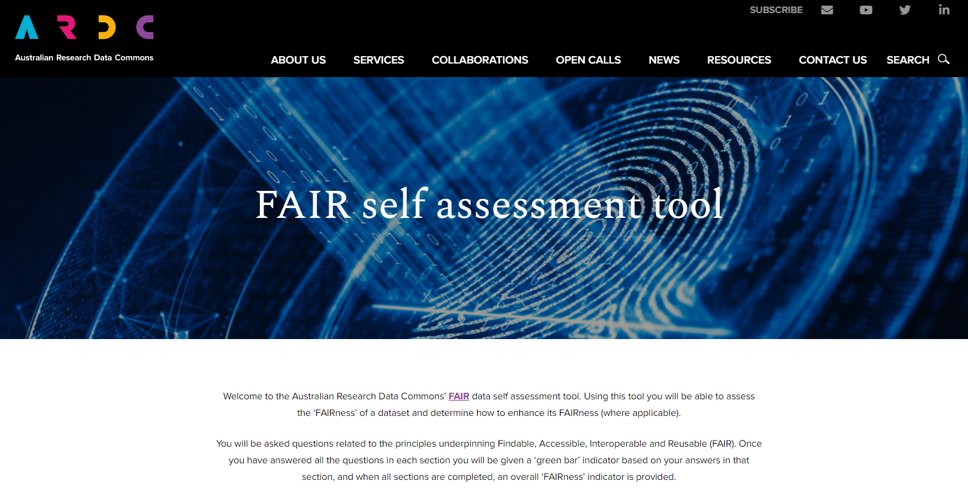 SUBSCRIBE
ARDC
Australian Research Data Commons
ABOUT US SERVICES COLLABORATIONS OPEN CALLS NEWS RESOURCES CONTACT US SEARCH
FAIR self assessment tool
Welcome to the Australian Research Data Commons’ FAIR data self assessment tool. Using this tool you will be able to assess
the ‘FAIRness’ of a dataset and determine how to enhance its FAIRness (where applicable).
You will be asked questions related to the principles underpinning Findable, Accessible, Interoperable and Reusable (FAIR). Once
you have answered all the questions in each section you will be given a ‘green bar’ indicator based on your answers in that
section, and when all sections are completed, an overall ‘FAIRness’ indicator is provided.